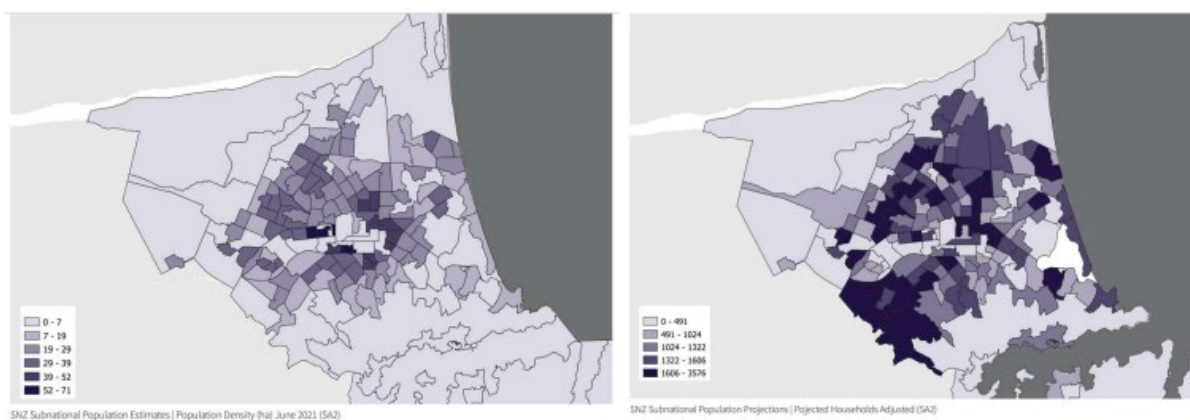 0 - 7
7 - 19
19 - 29
29 - 39
39 - 52
52 - 71
SNZ Subnational Population Estimates | Population Density (ha) June 2021 (SA2)
0 - 491
491 - 1024
1024 - 1322
1322 - 1606
1606 - 3576
SNZ Subnational Population Projections | Pojected Households Adjusted (SA2)